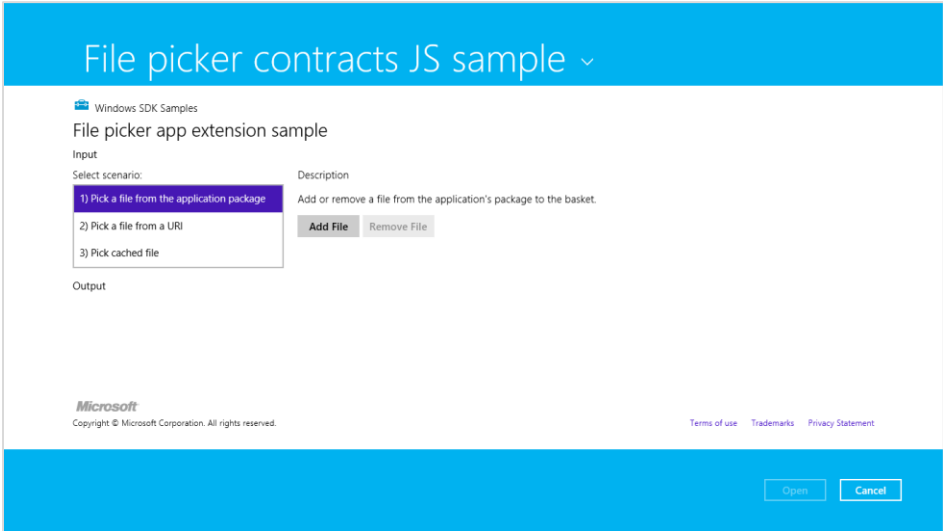 File picker contracts JS sample
Windows SDK Samples
File picker app extension sample
Input
Select scenario:
1) Pick a file from the application package
2) Pick a file from a URI
3) Pick cached file
Description
Add or remove a file from the application's package to the basket.
Add File
Remove File
Output
Microsoft
Copyright © Microsoft Corporation. All rights reserved.
Terms of use
Trademarks
Privacy Statement
Open
Cancel